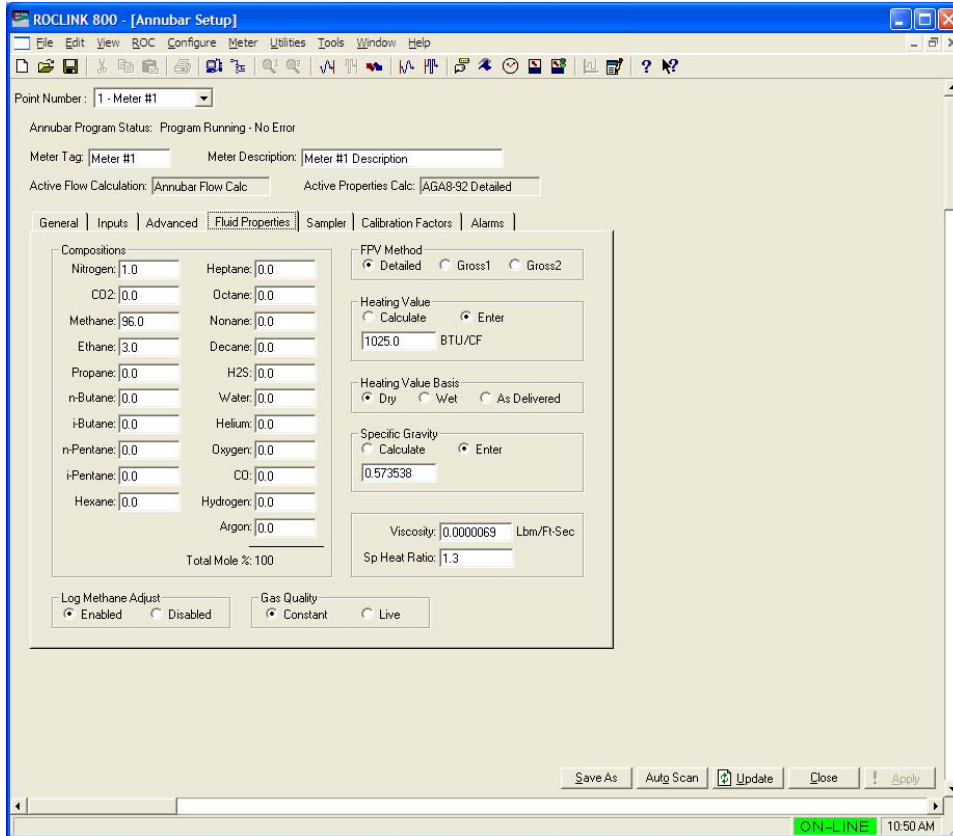 ROCLINK 800 - [Annubar Setup]
File Edit View ROC Configure Meter Utilities Tools Window Help
Point Number : 1 - Meter #1
Annubar Program Status: Program Running - No Error
Meter Tag: Meter #1 Meter Description: Meter #1 Description
Active Flow Calculation: Annubar Flow Calc Active Properties Calc: AGA8-92 Detailed
General Inputs Advanced Fluid Properties Sampler Calibration Factors Alarms
Compositions
Nitrogen: 1.0 Heptane: 0.0
CO2: 0.0 Octane: 0.0
Methane: 96.0 Nonane: 0.0
Ethane: 3.0 Decane: 0.0
Propane: 0.0 H2S: 0.0
n-Butane: 0.0 Water: 0.0
i-Butane: 0.0 Helium: 0.0
n-Pentane: 0.0 Oxygen: 0.0
i-Pentane: 0.0 CO: 0.0
Hexane: 0.0 Hydrogen: 0.0
Argon: 0.0
Total Mole %: 100
FPV Method
Detailed Gross1 Gross2
Heating Value
Calculate Enter
1025.0 BTU/CF
Heating Value Basis
Dry Wet As Delivered
Specific Gravity
Calculate Enter
0.573538
Viscosity: 0.0000069 Lbm/Ft-Sec
Sp Heat Ratio: 1.3
Log Methane Adjust
Enabled Disabled
Gas Quality
Constant Live
Save As Auto Scan Update Close ! Apply
ON-LINE 10:50 AM